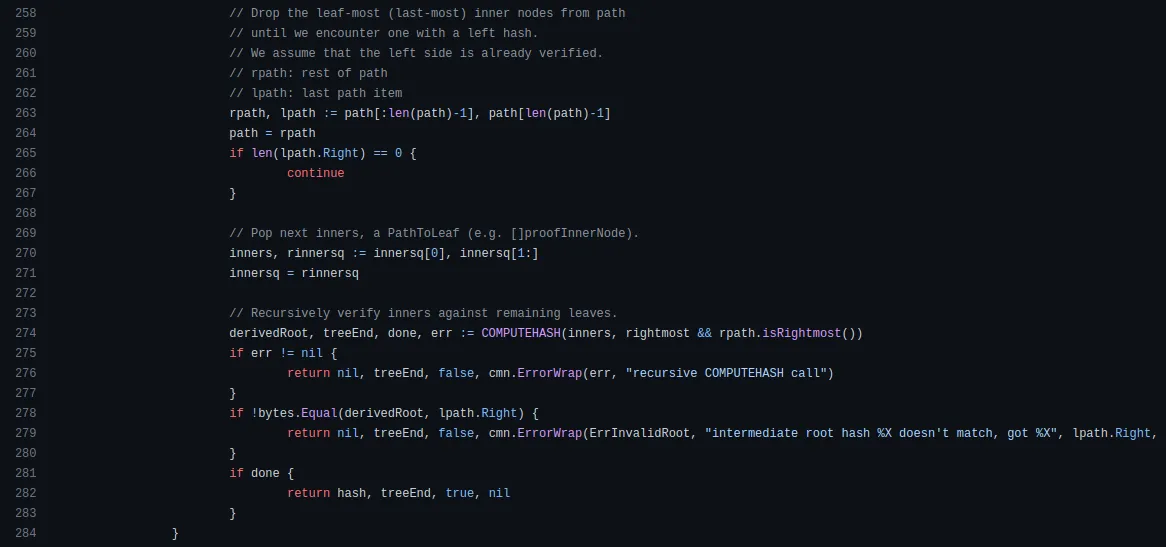 258 // Drop the leaf-most (last-most) inner nodes from path
259 // until we encounter one with a left hash.
260 // We assume that the left side is already verified.
261 // rpath: rest of path
262 // lpath: last path item
263 rpath, lpath := path[:len(path)-1], path[len(path)-1]
264 path = rpath
265 if len(lpath.Right) == 0 {
266 continue
267 }
268
269 // Pop next inners, a PathToLeaf (e.g. []proofInnerNode).
270 inners, rinnersq := innersq[0], innersq[1:]
271 innersq = rinnersq
272
273 // Recursively verify inners against remaining leaves.
274 derivedRoot, treeEnd, done, err := COMPUTEHASH(inners, rightmost && rpath.isRightmost())
275 if err != nil {
276 return nil, treeEnd, false, cmn.ErrorWrap(err, "recursive COMPUTEHASH call")
277 }
278 if !bytes.Equal(derivedRoot, lpath.Right) {
279 return nil, treeEnd, false, cmn.ErrorWrap(ErrInvalidRoot, "intermediate root hash %X doesn't match, got %X", lpath.Right,
280 }
281 if done {
282 return hash, treeEnd, true, nil
283 }
284 }